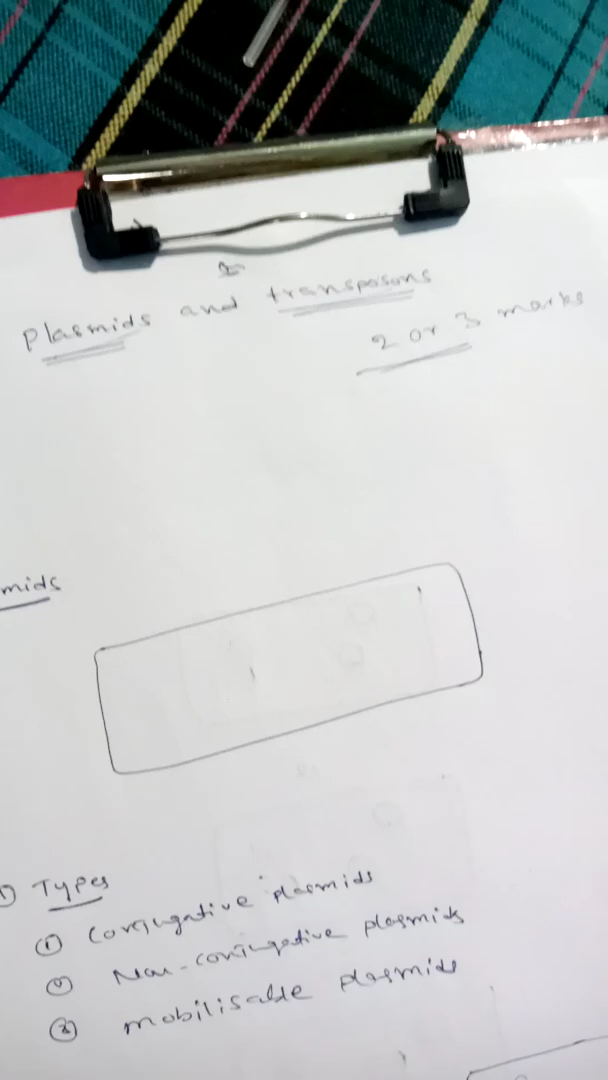 Plasmids and transposons
2 or 3 marks
mids
① Types
① Conjugative plasmids
② Non-conjugative plasmids
③ mobilisable plasmids